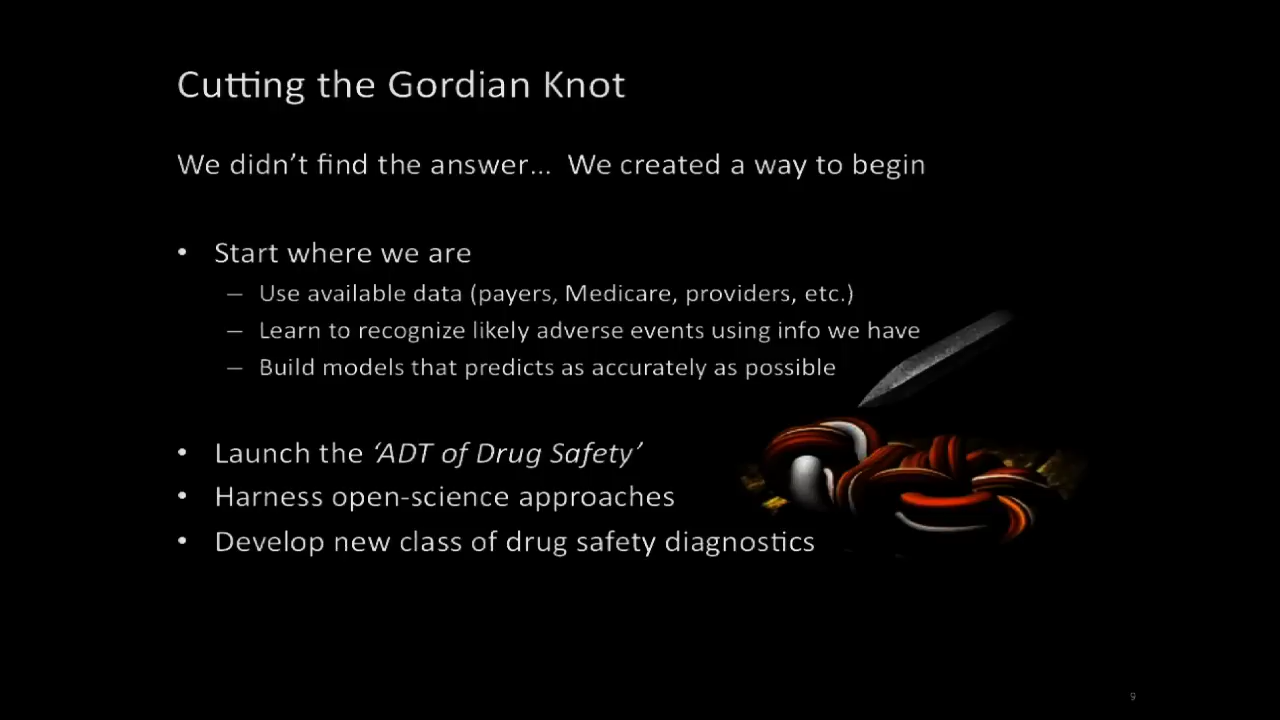 Cutting the Gordian Knot
We didn't find the answer... We created a way to begin
• Start where we are
– Use available data (payers, Medicare, providers, etc.)
– Learn to recognize likely adverse events using info we have
– Build models that predicts as accurately as possible
• Launch the ‘ADT of Drug Safety’
• Harness open-science approaches
• Develop new class of drug safety diagnostics
9